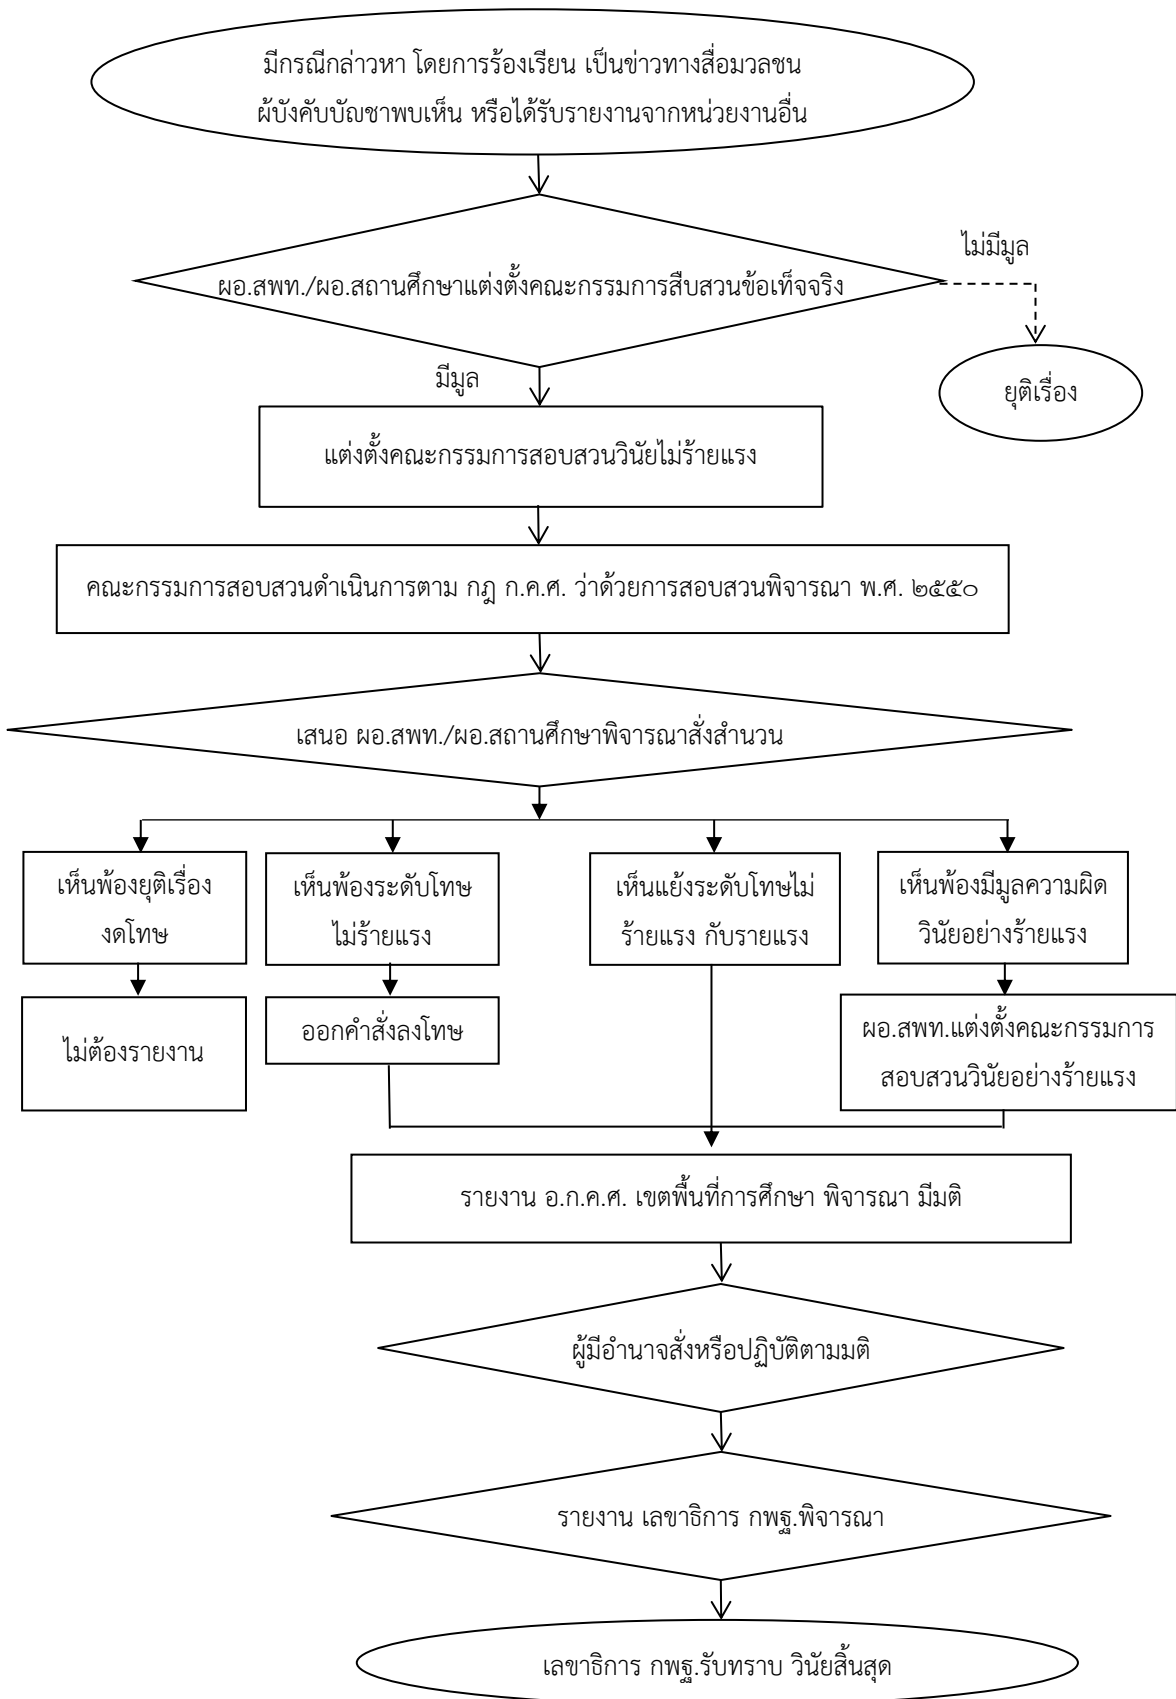 มีกรณีกล่าวหา โดยการร้องเรียน เป็นข่าวทางสื่อมวลชน
ผู้บังคับบัญชาพบเห็น หรือได้รับรายงานจากหน่วยงานอื่น
ไม่มีมูล
ผอ.สพท./ผอ.สถานศึกษาแต่งตั้งคณะกรรมการสืบสวนข้อเท็จจริง
มีมูล
ยุติเรื่อง
แต่งตั้งคณะกรรมการสอบสวนวินัยไม่ร้ายแรง
คณะกรรมการสอบสวนดำเนินการตาม กฎ ก.ค.ศ. ว่าด้วยการสอบสวนพิจารณา พ.ศ. ๒๕๕๐
เสนอ ผอ.สพท./ผอ.สถานศึกษาพิจารณาสั่งสำนวน
เห็นพ้องยุติเรื่อง
งดโทษ
เห็นพ้องระดับโทษ
ไม่ร้ายแรง
เห็นแย้งระดับโทษไม่
ร้ายแรง กับรายแรง
เห็นพ้องมีมูลความผิด
วินัยอย่างร้ายแรง
ไม่ต้องรายงาน
ออกคำสั่งลงโทษ
ผอ.สพท.แต่งตั้งคณะกรรมการ
สอบสวนวินัยอย่างร้ายแรง
รายงาน อ.ก.ค.ศ. เขตพื้นที่การศึกษา พิจารณา มีมติ
ผู้มีอำนาจสั่งหรือปฏิบัติตามมติ
รายงาน เลขาธิการ กพฐ.พิจารณา
เลขาธิการ กพฐ.รับทราบ วินัยสิ้นสุด